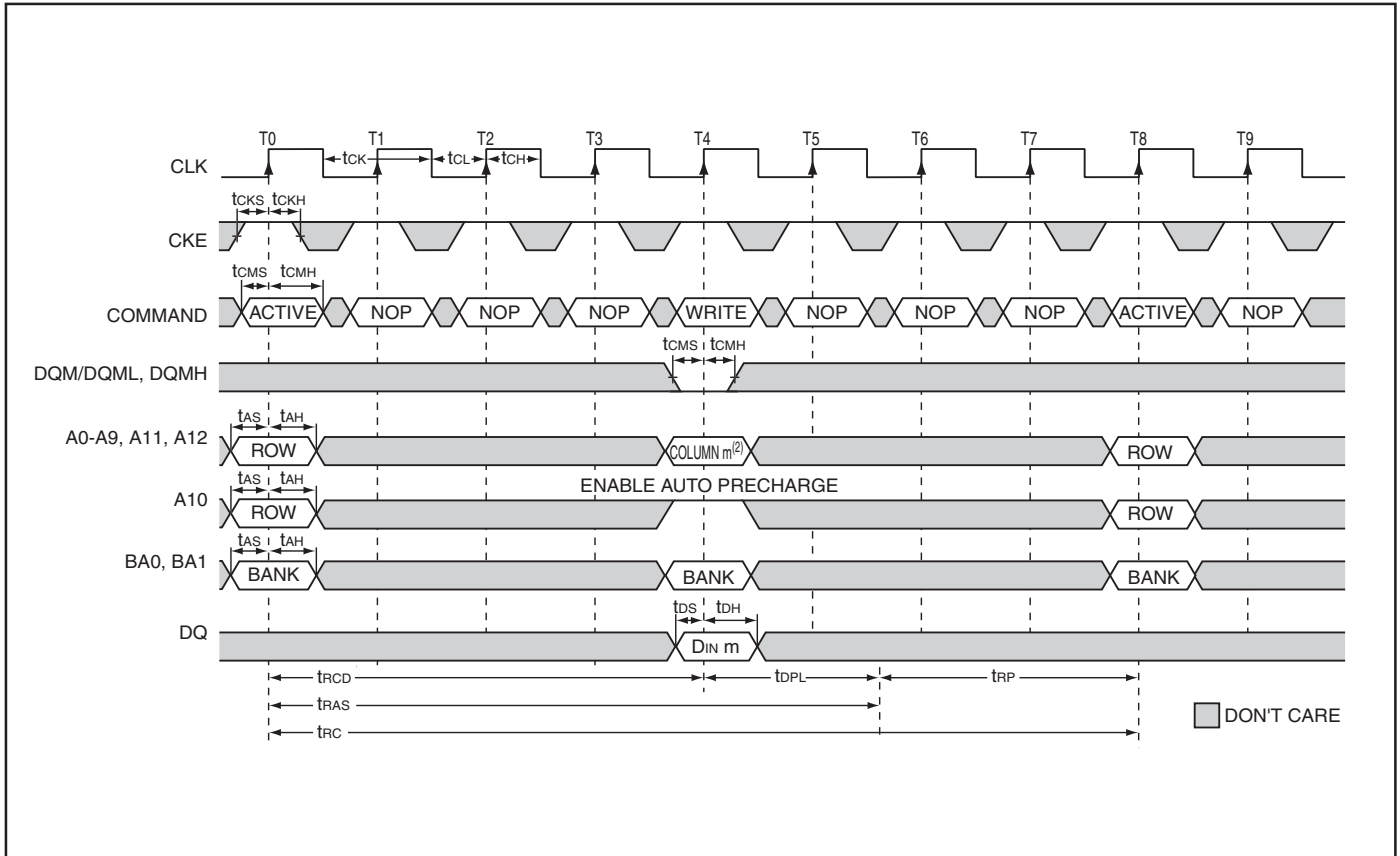 T0 T1 T2 T3 T4 T5 T6 T7 T8 T9
CLK tCK tCL tCH
tCKS tCKH
CKE
tCMS tCMH
COMMAND ACTIVE NOP NOP NOP WRITE NOP NOP NOP ACTIVE NOP
tCMS tCMH
DQM/DQML, DQMH
tAS tAH
A0-A9, A11, A12 ROW COLUMN m(2) ROW
tAS tAH ENABLE AUTO PRECHARGE
A10 ROW ROW
tAS tAH
BA0, BA1 BANK BANK BANK
tDS tDH
DQ DIN m
tRCD tDPL tRP
tRAS
DON'T CARE
tRC